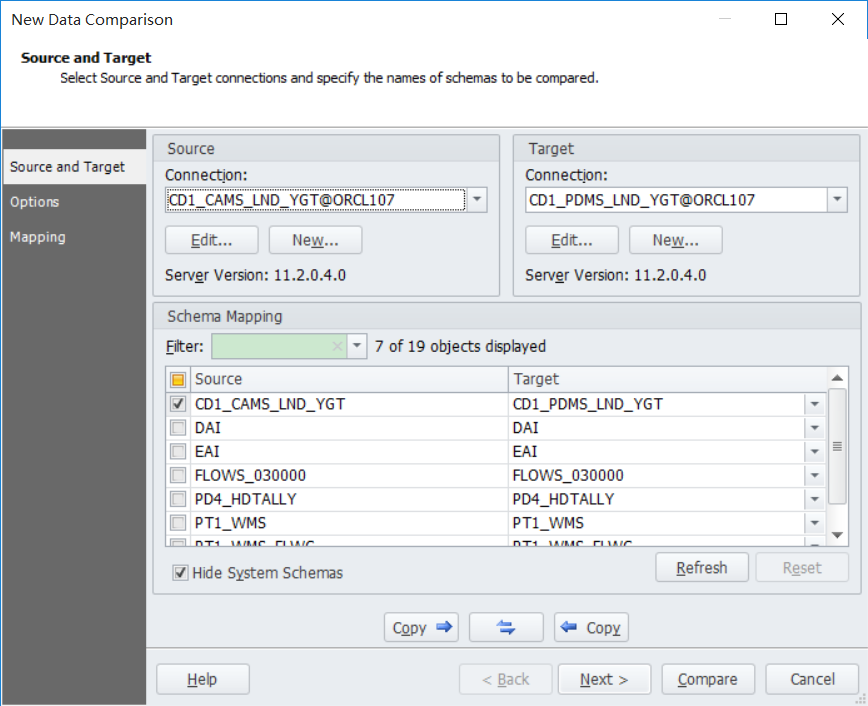 New Data Comparison
Source and Target
Select Source and Target connections and specify the names of schemas to be compared.
Source and Target
Options
Mapping
Source
Connection:
CD1_CAMS_LND_YGT@ORCL107
Edit...
New...
Server Version: 11.2.0.4.0
Target
Connection:
CD1_PDMS_LND_YGT@ORCL107
Edit...
New...
Server Version: 11.2.0.4.0
Schema Mapping
Filter:
7 of 19 objects displayed
Source Target
CD1_CAMS_LND_YGT CD1_PDMS_LND_YGT
DAI DAI
EAI EAI
FLOWS_030000 FLOWS_030000
PD4_HDTALLY PD4_HDTALLY
PT1_WMS PT1_WMS
Hide System Schemas
Refresh
Reset
Copy
Copy
Help
< Back
Next >
Compare
Cancel